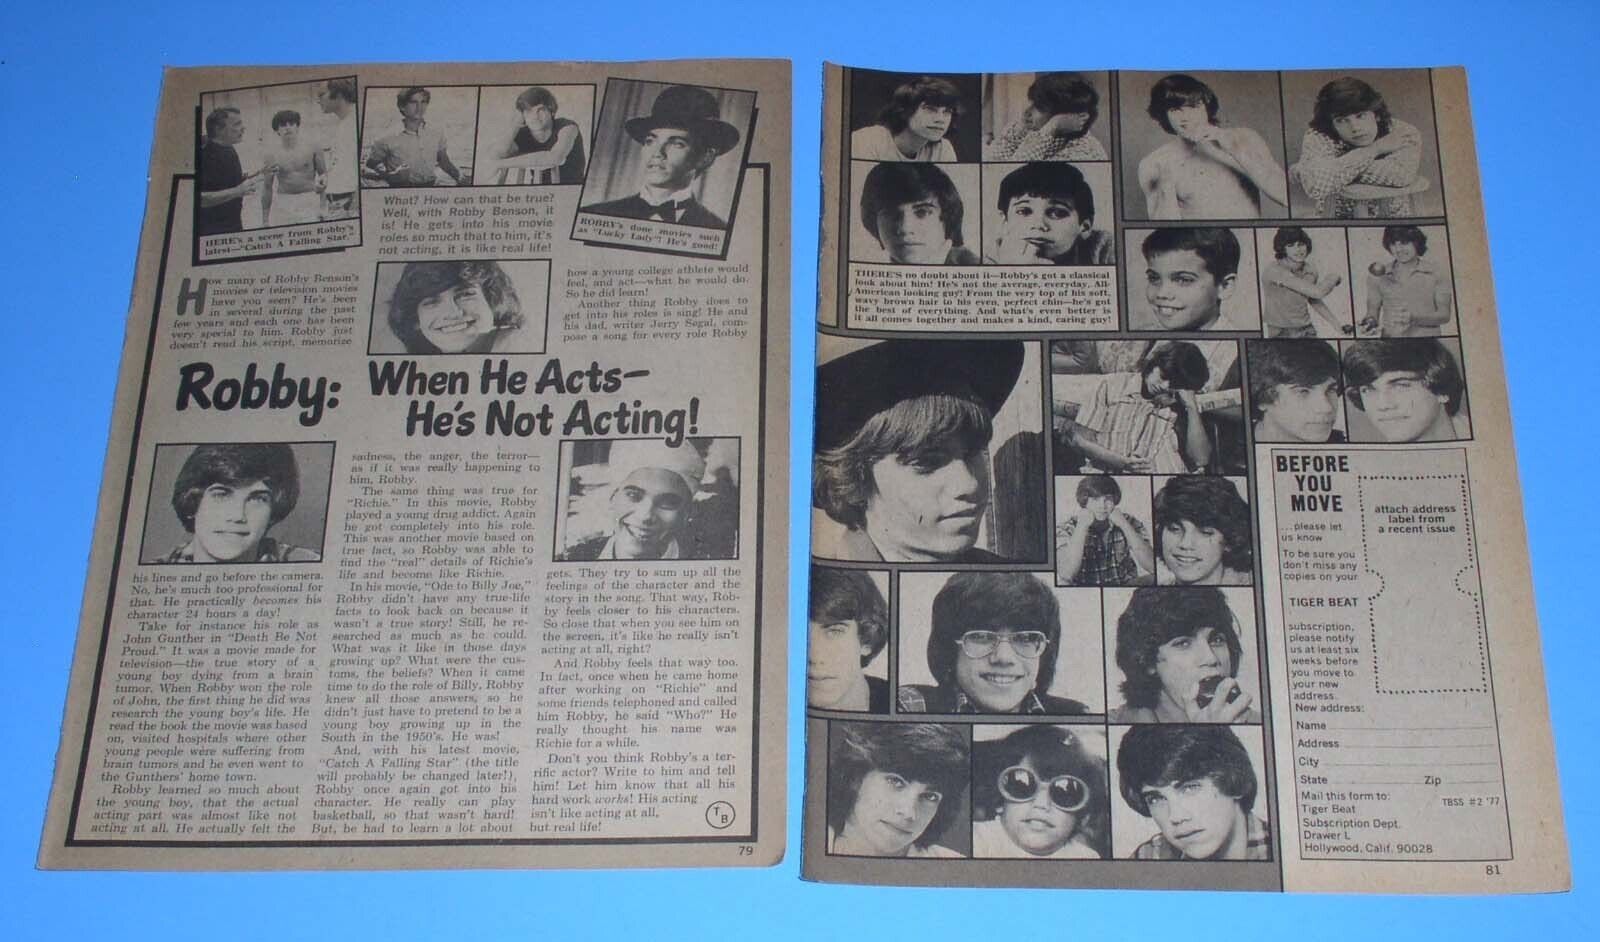 HERE's a scene from Robby's
latest—"Catch A Falling Star."
What? How can that be true?
Well, with Robby Benson, it
is! He gets into his movie
roles so much that to him, it's
not acting, it is like real life!
ROBBY's done movies such
as "Lucky Lady"! He's good!
How many of Robby Benson's
movies or television movies
have you seen? He's been
in several during the past
few years and each one has been
very special to him. Robby just
doesn't read his script, memorize
Robby: When He Acts—
He's Not Acting!
his lines and go before the camera.
No, he's much too professional for
that. He practically becomes his
character 24 hours a day!
Take for instance his role as
John Gunther in "Death Be Not
Proud." It was a movie made for
television—the true story of a
young boy dying from a brain
tumor. When Robby won the role
of John, the first thing he did was
research the young boy's life. He
read the book the movie was based
on, visited hospitals where other
young people were suffering from
brain tumors and he even went to
the Gunthers' home town.
Robby learned so much about
the young boy, that the actual
acting part was almost like not
acting at all. He actually felt the
sadness, the anger, the terror—
as if it was really happening to
him, Robby.
The same thing was true for
"Richie." In this movie, Robby
played a young drug addict. Again
he got completely into his role.
This was another movie based on
true fact, so Robby was able to
find the "real" details of Richie's
life and become like Richie.
In his movie, "Ode to Billy Joe,"
Robby didn't have any true-life
facts to look back on because it
wasn't a true story! Still, he re-
searched as much as he could.
What was it like in those days
growing up? What were the cus-
toms, the beliefs? When it came
time to do the role of Billy, Robby
knew all those answers, so he
didn't just have to pretend to be a
young boy growing up in the
South in the 1950's. He was!
And, with his latest movie,
"Catch A Falling Star" (the title
will probably be changed later!),
Robby once again got into his
character. He really can play
basketball, so that wasn't hard!
But, he had to learn a lot about
how a young college athlete would
feel, and act—what he would do.
So he did learn!
Another thing Robby does to
get into his roles is sing! He and
his dad, writer Jerry Segal, com-
pose a song for every role Robby
gets. They try to sum up all the
feelings of the character and the
story in the song. That way, Rob-
by feels closer to his characters.
So close that when you see him on
the screen, it's like he really isn't
acting at all, right?
And Robby feels that way too.
In fact, once when he came home
after working on "Richie" and
some friends telephoned and called
him Robby, he said "Who?" He
really thought his name was
Richie for a while.
Don't you think Robby's a ter-
rific actor? Write to him and tell
him! Let him know that all his
hard work works! His acting
isn't like acting at all,
but real life!
T
B
79
THERE's no doubt about it—Robby's got a classical
look about him! He's not the average, everyday, All-
American looking guy! From the very top of his soft,
wavy brown hair to his even, perfect chin—he's got
the best of everything. And what's even better is
it all comes together and makes a kind, caring guy!
BEFORE
YOU
MOVE
...please let
us know
To be sure you
don't miss any
copies on your
TIGER BEAT
subscription,
please notify
us at least six
weeks before
you move to
your new
address.
New address:
attach address
label from
a recent issue
Name
Address
City
State Zip
Mail this form to: TBSS #2 '77
Tiger Beat
Subscription Dept.
Drawer L
Hollywood, Calif. 90028
81